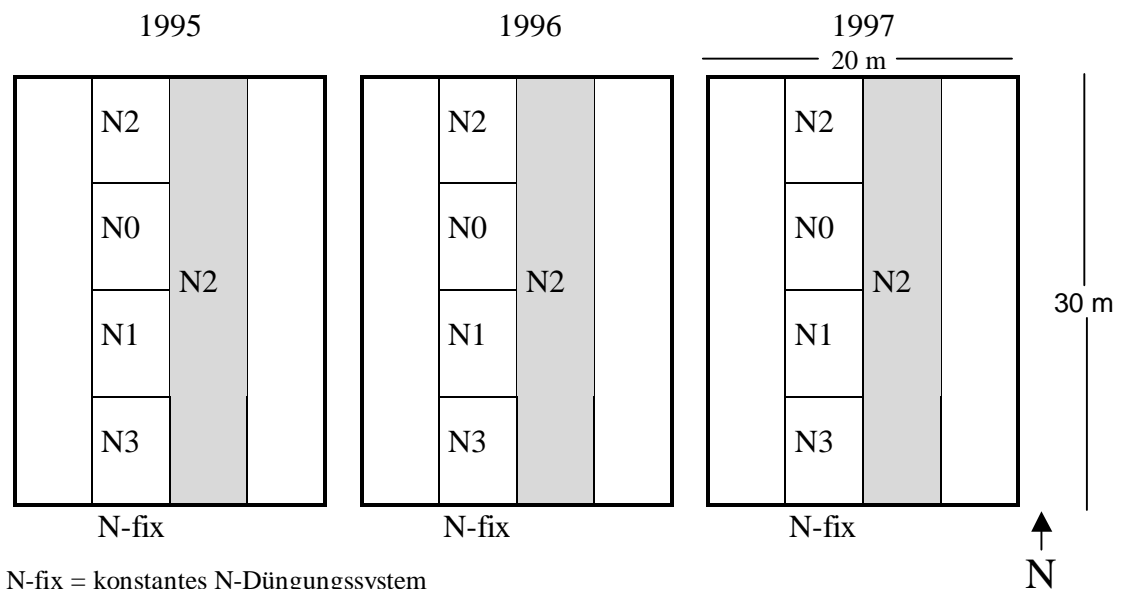 1995 1996 1997
20 m
N2 N2 N2
N0 N0 N0
N2 N2 N2
30 m
N1 N1 N1
N3 N3 N3
N-fix N-fix N-fix
N-fix = konstantes N-Düngungssystem
N